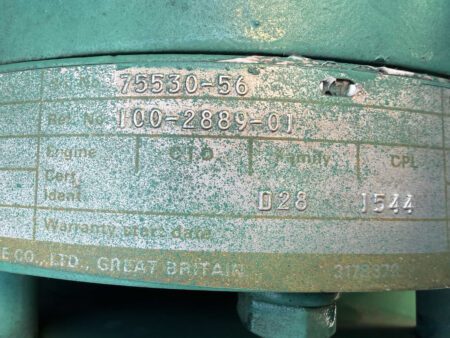 75530-56
Ref. No. 100-2889-01
Engine C.I.D. Family CPL
Cert.
Ident. D28 1544
Warranty start date
E CO., LTD., GREAT BRITAIN